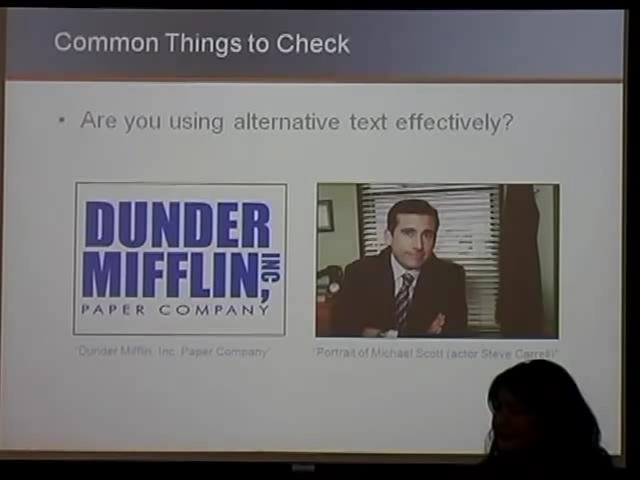 Common Things to Check
• Are you using alternative text effectively?
DUNDER
MIFFLIN, INC
PAPER COMPANY
"Dunder Mifflin, Inc. Paper Company"
"Portrait of Michael Scott (actor Steve Carrell)"